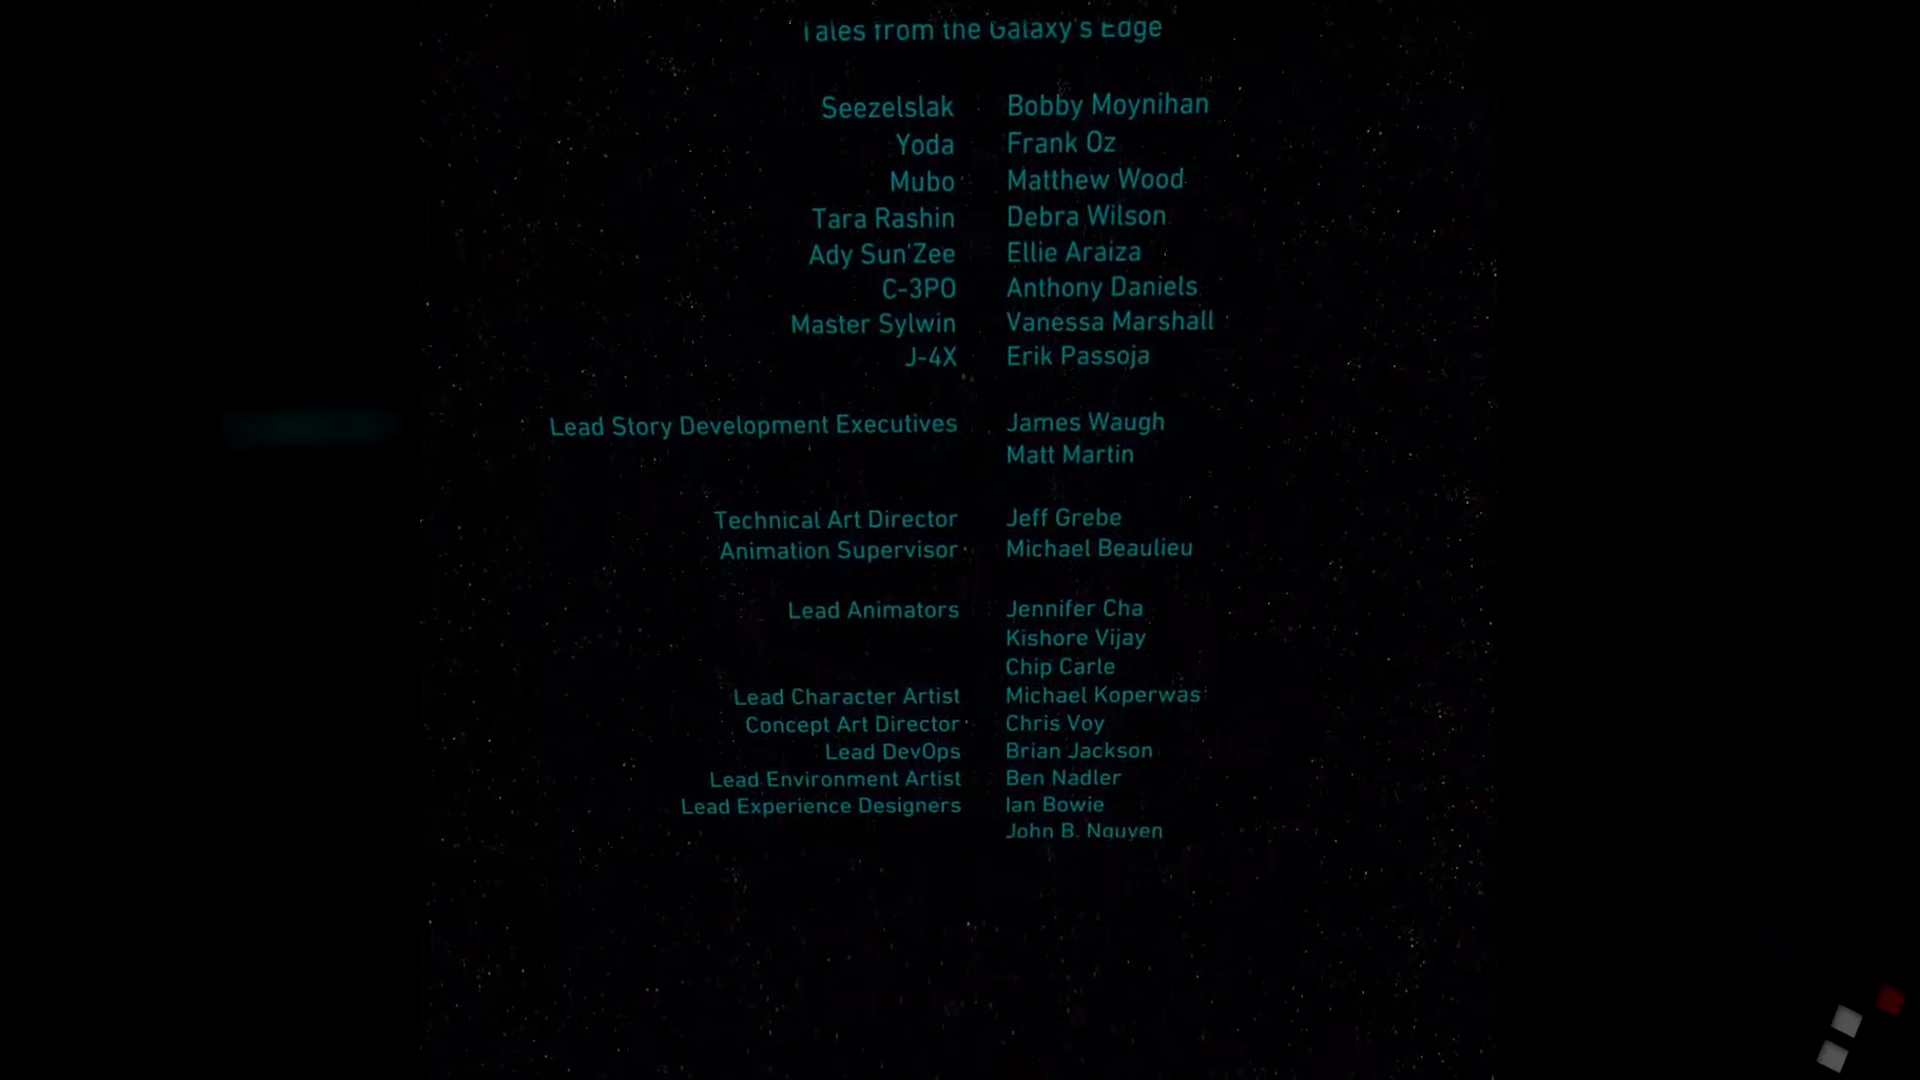 Tales from the Galaxy's Edge
Seezelslak Bobby Moynihan
Yoda Frank Oz
Mubo Matthew Wood
Tara Rashin Debra Wilson
Ady Sun'Zee Ellie Araiza
C-3PO Anthony Daniels
Master Sylwin Vanessa Marshall
J-4X Erik Passoja
Lead Story Development Executives James Waugh
Matt Martin
Technical Art Director Jeff Grebe
Animation Supervisor Michael Beaulieu
Lead Animators Jennifer Cha
Kishore Vijay
Chip Carle
Lead Character Artist Michael Koperwas
Concept Art Director Chris Voy
Lead DevOps Brian Jackson
Lead Environment Artist Ben Nadler
Lead Experience Designers Ian Bowie
John B. Nguyen